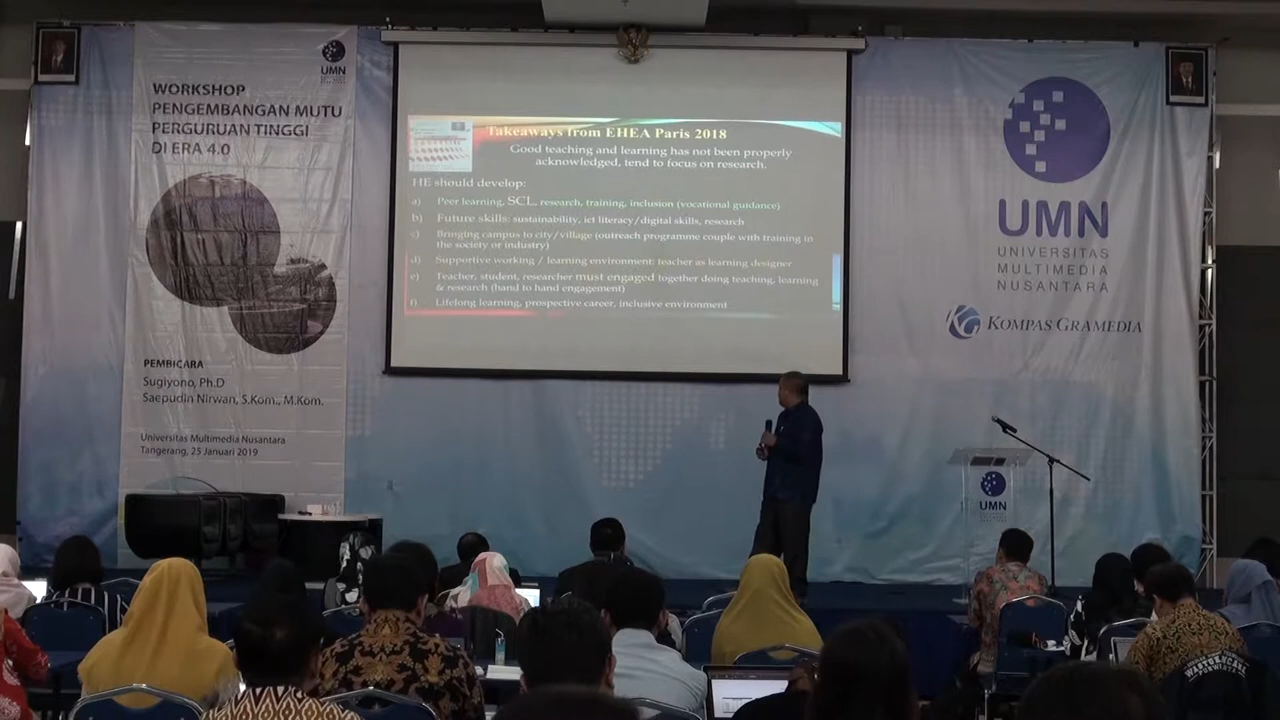 UMN
WORKSHOP
PENGEMBANGAN MUTU
PERGURUAN TINGGI
DI ERA 4.0
PEMBICARA
Sugiyono, Ph.D
Saepudin Nirwan, S.Kom., M.Kom.
Universitas Multimedia Nusantara
Tangerang, 25 Januari 2019
Takeaways from EHEA Paris 2018
Good teaching and learning has not been properly
acknowledged, tend to focus on research.
HE should develop:
a) Peer learning, SCL, research, training, inclusion (vocational guidance)
b) Future skills: sustainability, ict literacy/digital skills, research
c) Bringing campus to city/village (outreach programme couple with training in
the society or industry)
d) Supportive working / learning environment: teacher as learning designer
e) Teacher, student, researcher must engaged together doing teaching, learning
& research (hand to hand engagement)
f) Lifelong learning, prospective career, inclusive environment
UMN
UNIVERSITAS
MULTIMEDIA
NUSANTARA
KG KOMPAS GRAMEDIA
UMN
WASTUKANCANA
PURWAKARTA